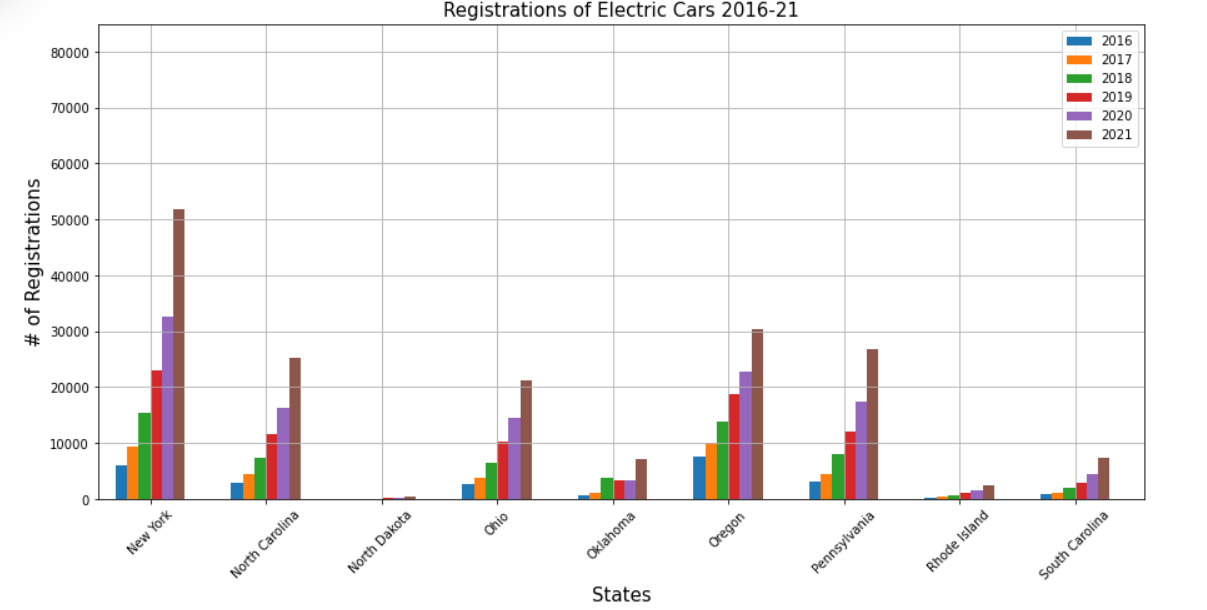 Registrations of Electric Cars 2016-21
2016
2017
2018
2019
2020
2021
80000
70000
60000
50000
40000
30000
20000
10000
0
# of Registrations
New York
North Carolina
North Dakota
Ohio
Oklahoma
Oregon
Pennsylvania
Rhode Island
South Carolina
States